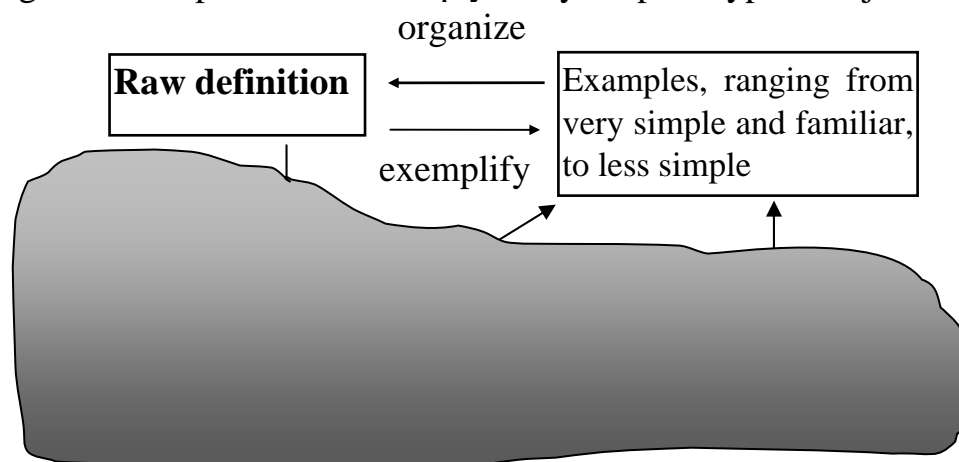 organize
Raw definition
Examples, ranging from
very simple and familiar,
to less simple
exemplify